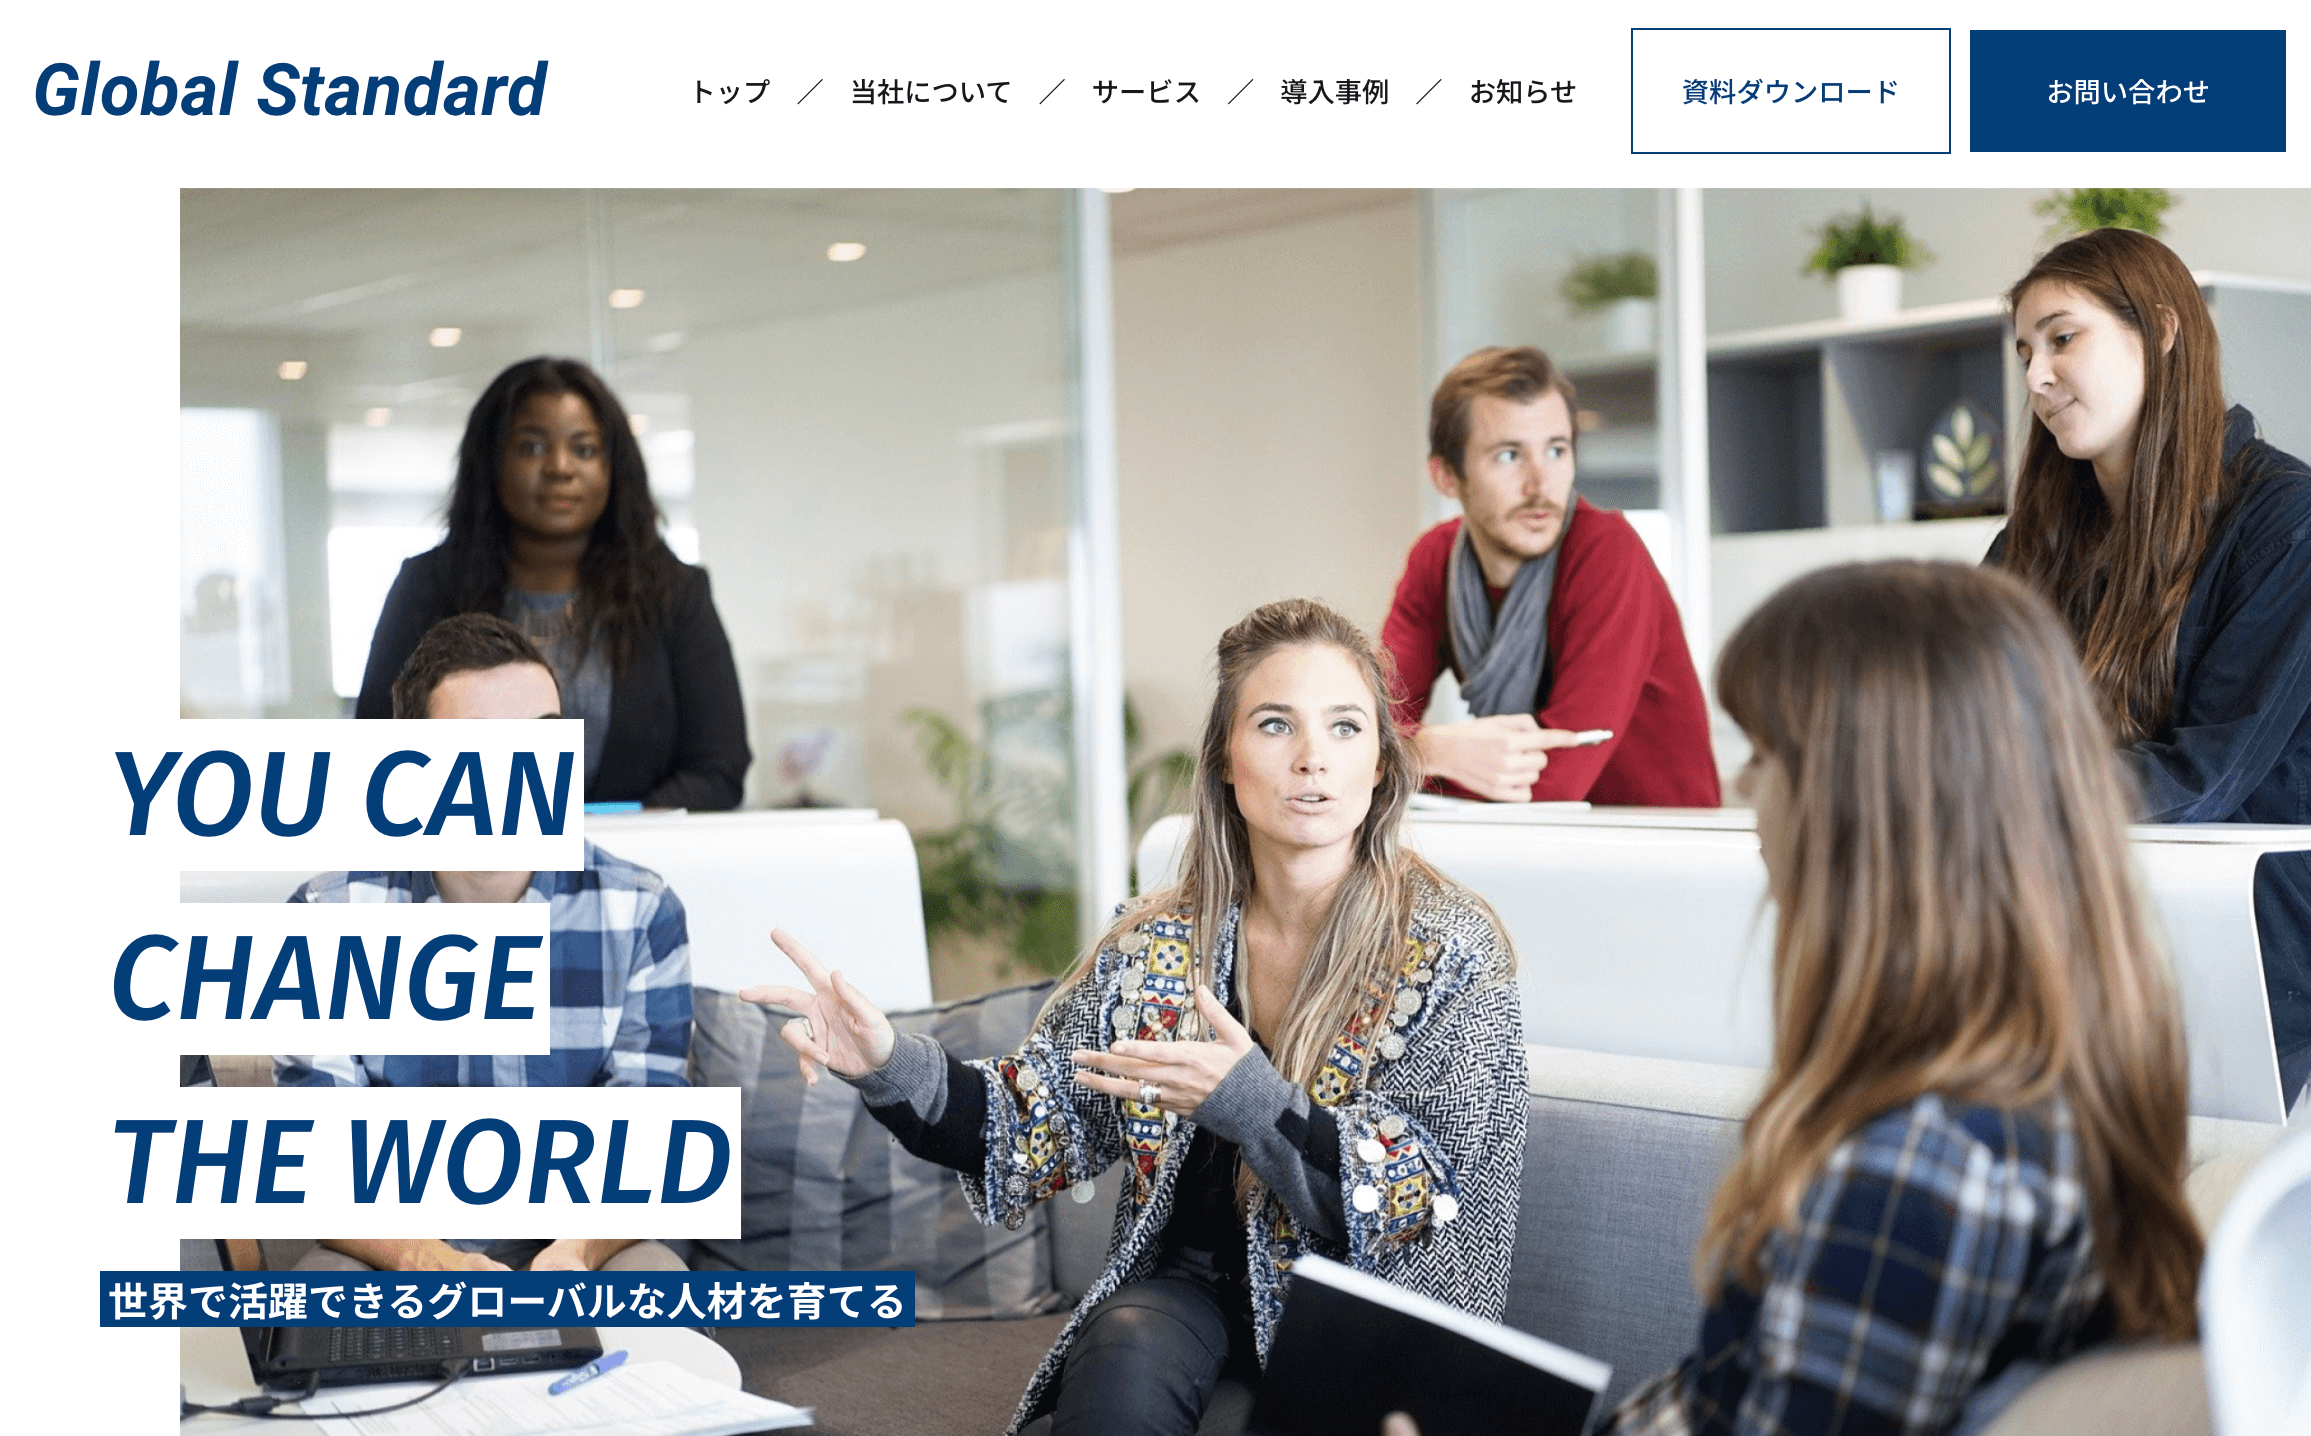 Global Standard
トップ ／ 当社について ／ サービス ／ 導入事例 ／ お知らせ
資料ダウンロード
お問い合わせ
YOU CAN
CHANGE
THE WORLD
世界で活躍できるグローバルな人材を育てる